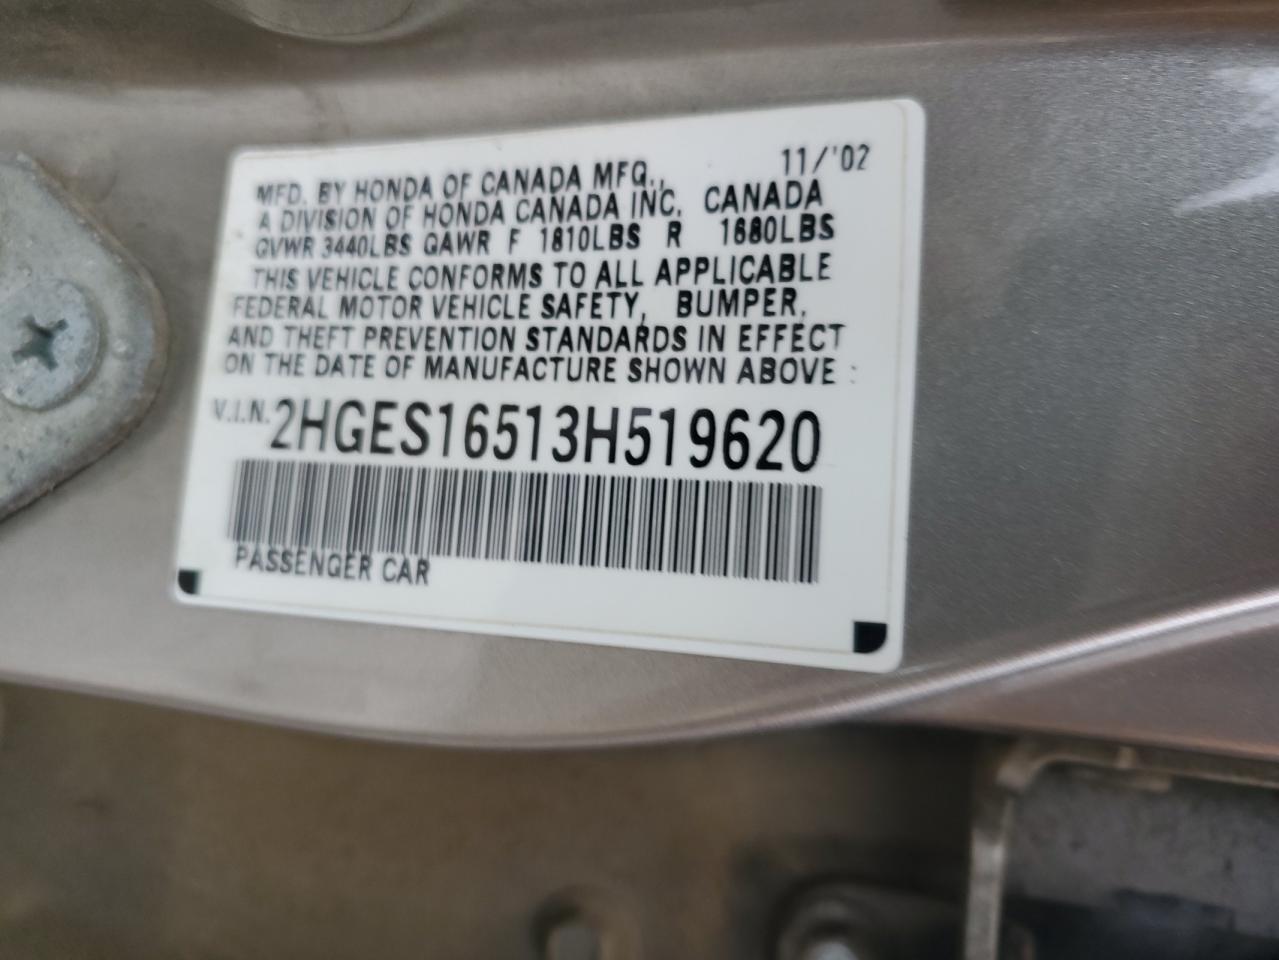 11/'02
MFD. BY HONDA OF CANADA MFG.,
A DIVISION OF HONDA CANADA INC. CANADA
GVWR 3440LBS GAWR F 1810LBS R 1680LBS
THIS VEHICLE CONFORMS TO ALL APPLICABLE
FEDERAL MOTOR VEHICLE SAFETY, BUMPER,
AND THEFT PREVENTION STANDARDS IN EFFECT
ON THE DATE OF MANUFACTURE SHOWN ABOVE :
V.I.N. 2HGES16513H519620
PASSENGER CAR